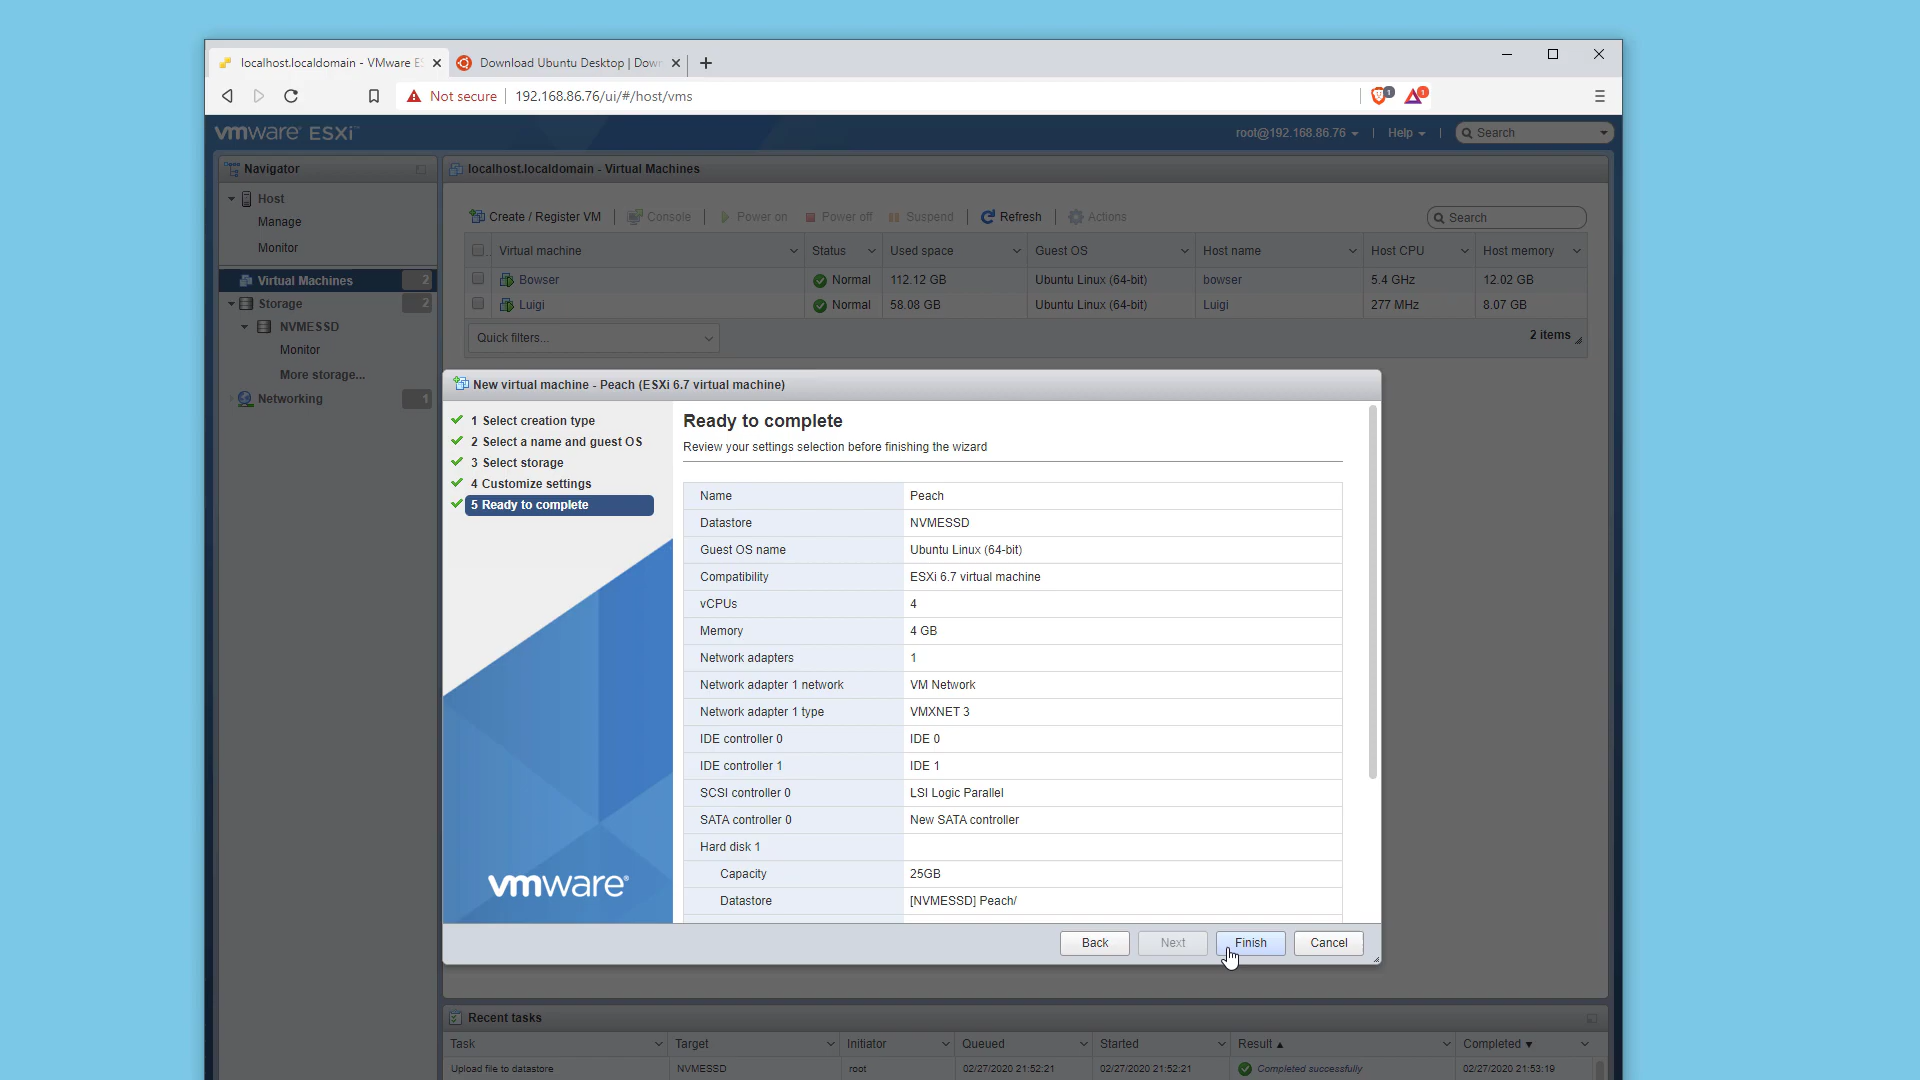 localhost.localdomain - VMware ES
Download Ubuntu Desktop | Down
Not secure
192.168.86.76/ui/#/host/vms
1
1
vmware ESXi
root@192.168.86.76
Help
Search
Navigator
localhost.localdomain - Virtual Machines
Host
Manage
Monitor
Virtual Machines 2
Storage 2
NVMESSD
Monitor
More storage...
Networking 1
Create / Register VM
Console
Power on
Power off
Suspend
Refresh
Actions
Search
Virtual machine Status Used space Guest OS Host name Host CPU Host memory
Bowser Normal 112.12 GB Ubuntu Linux (64-bit) bowser 5.4 GHz 12.02 GB
Luigi Normal 58.08 GB Ubuntu Linux (64-bit) Luigi 277 MHz 8.07 GB
Quick filters...
2 items
New virtual machine - Peach (ESXi 6.7 virtual machine)
1 Select creation type
2 Select a name and guest OS
3 Select storage
4 Customize settings
5 Ready to complete
vmware
Ready to complete
Review your settings selection before finishing the wizard
Name Peach
Datastore NVMESSD
Guest OS name Ubuntu Linux (64-bit)
Compatibility ESXi 6.7 virtual machine
vCPUs 4
Memory 4 GB
Network adapters 1
Network adapter 1 network VM Network
Network adapter 1 type VMXNET 3
IDE controller 0 IDE 0
IDE controller 1 IDE 1
SCSI controller 0 LSI Logic Parallel
SATA controller 0 New SATA controller
Hard disk 1
Capacity 25GB
Datastore [NVMESSD] Peach/
Back
Next
Finish
Cancel
Recent tasks
Task Target Initiator Queued Started Result ▲ Completed ▼
Upload file to datastore NVMESSD root 02/27/2020 21:52:21 02/27/2020 21:52:21 Completed successfully 02/27/2020 21:53:19